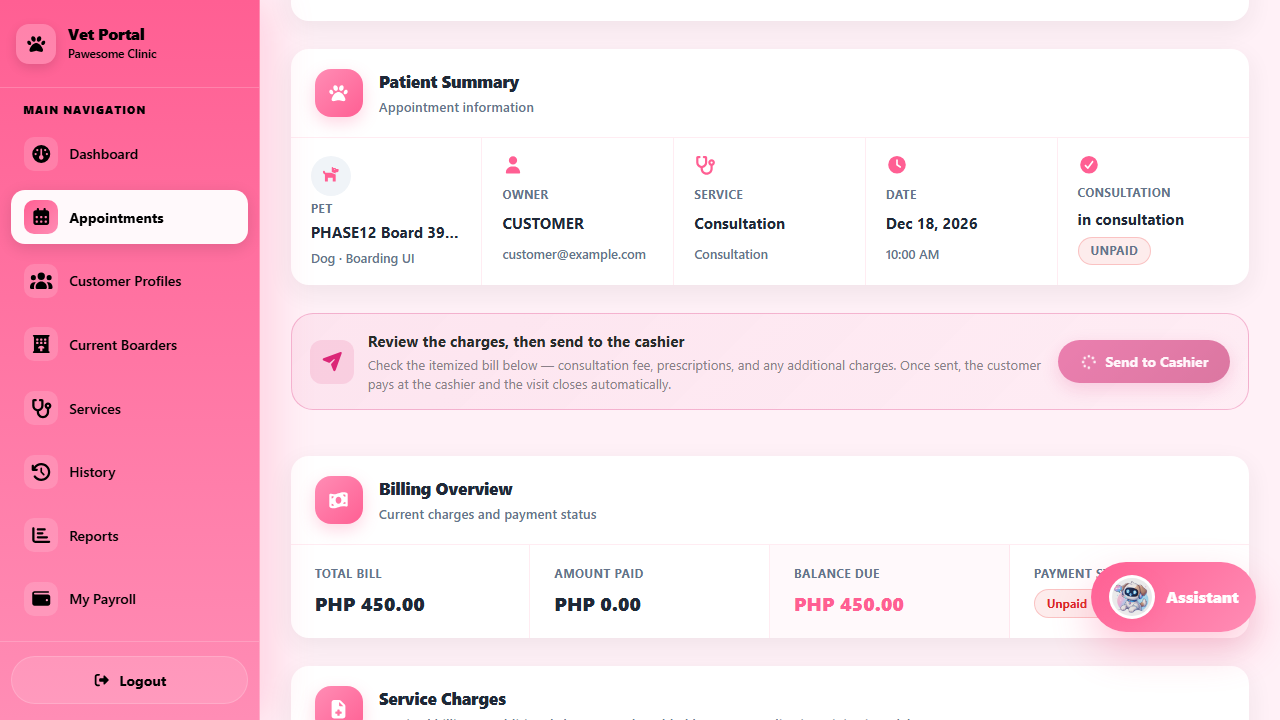 Vet Portal
Pawesome Clinic
MAIN NAVIGATION
Dashboard
Appointments
Customer Profiles
Current Boarders
Services
History
Reports
My Payroll
Logout
Patient Summary
Appointment information
PET
PHASE12 Board 39...
Dog · Boarding UI
OWNER
CUSTOMER
customer@example.com
SERVICE
Consultation
Consultation
DATE
Dec 18, 2026
10:00 AM
CONSULTATION
in consultation
UNPAID
Review the charges, then send to the cashier
Check the itemized bill below — consultation fee, prescriptions, and any additional charges. Once sent, the customer
pays at the cashier and the visit closes automatically.
Send to Cashier
Billing Overview
Current charges and payment status
TOTAL BILL
PHP 450.00
AMOUNT PAID
PHP 0.00
BALANCE DUE
PHP 450.00
PAYMENT
Unpaid
Assistant
Service Charges